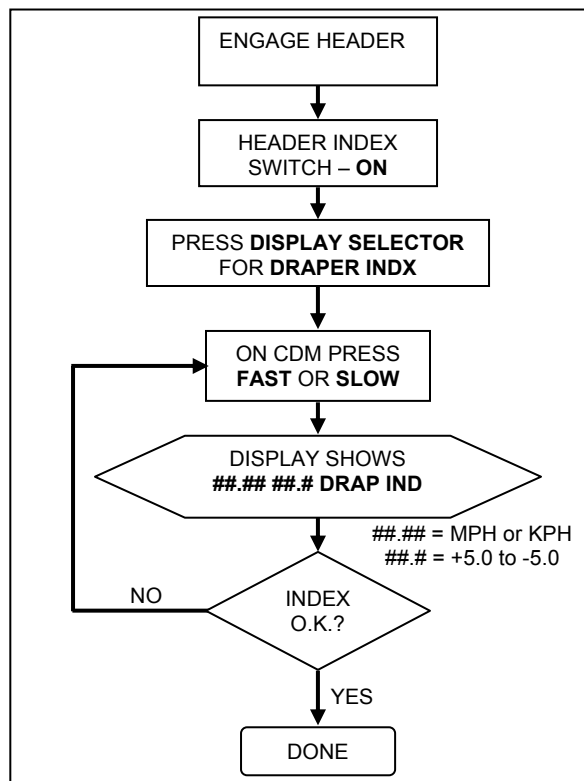 ENGAGE HEADER
HEADER INDEX
SWITCH – ON
PRESS DISPLAY SELECTOR
FOR DRAPER INDX
ON CDM PRESS
FAST OR SLOW
DISPLAY SHOWS
##.## ##.# DRAP IND
##.## = MPH or KPH
##.# = +5.0 to -5.0
NO
INDEX
O.K.?
YES
DONE